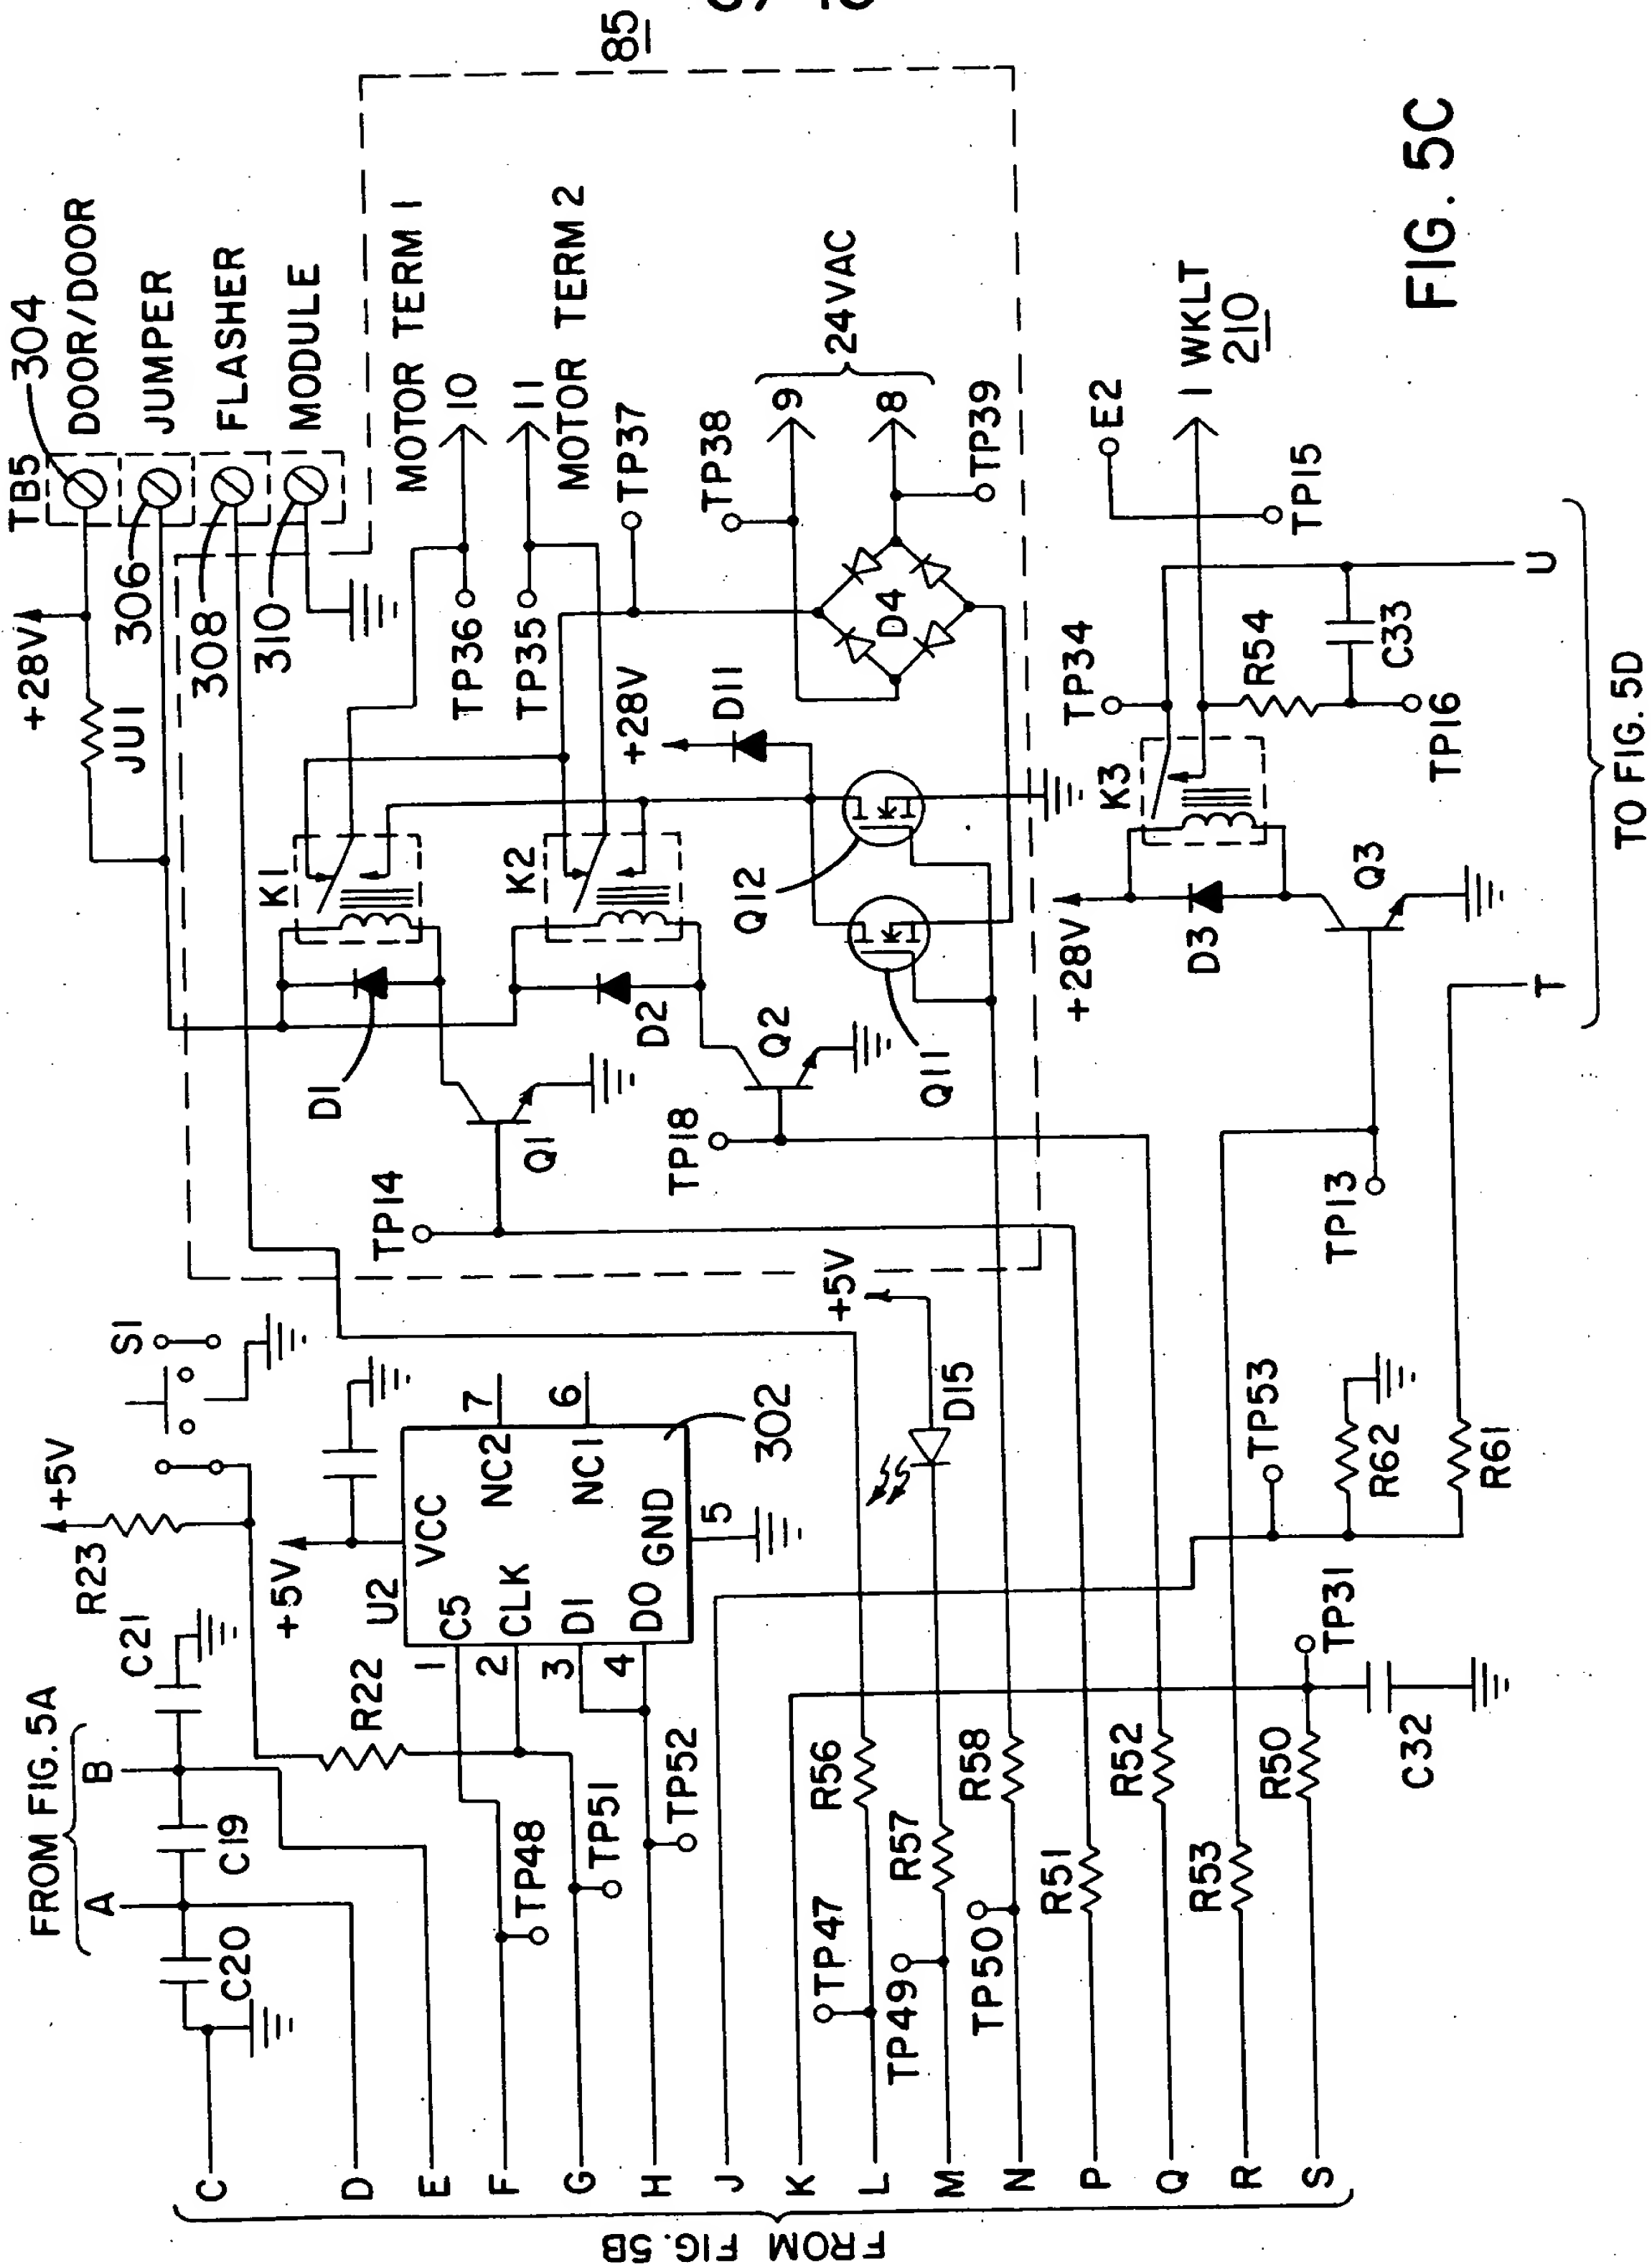 85
TB5
304
DOOR/DOOR
+28V
JU1
306
JUMPER
308
FLASHER
310
MODULE
MOTOR TERM 1
10
TP36
11
TP35
MOTOR TERM 2
TP37
TP38
9
24VAC
8
TP39
D4
+28V
D11
K1
K2
D1
D2
Q1
Q2
Q12
Q11
TP14
TP18
S1
+5V
R23
FROM FIG. 5A
A
B
C21
C19
C20
R22
+5V
U2
VCC
1
C5
2
CLK
3
D1
4
DO
GND
5
NC2
7
NC1
6
302
TP48
TP51
TP52
+5V
D15
R56
TP47
R57
TP49
R58
TP50
R51
R52
R53
R50
TP31
C32
TP53
R62
R61
TP13
+28V
D3
K3
Q3
TP34
R54
C33
TP16
E2
TP15
1 WKLT
210
T
U
TO FIG. 5D
C
D
E
F
G
H
J
K
L
M
N
P
Q
R
S
FROM FIG. 5B
FIG. 5C